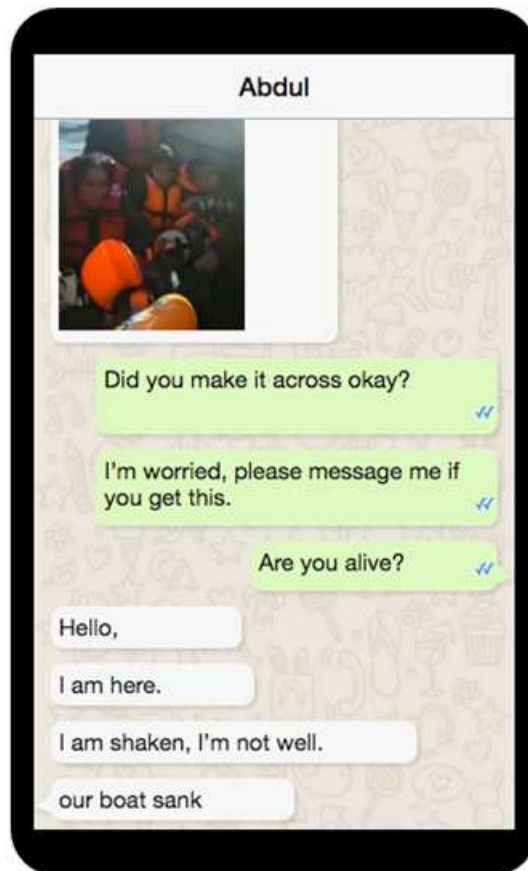 Abdul
Did you make it across okay?
I'm worried, please message me if
you get this.
Are you alive?
Hello,
I am here.
I am shaken, I'm not well.
our boat sank